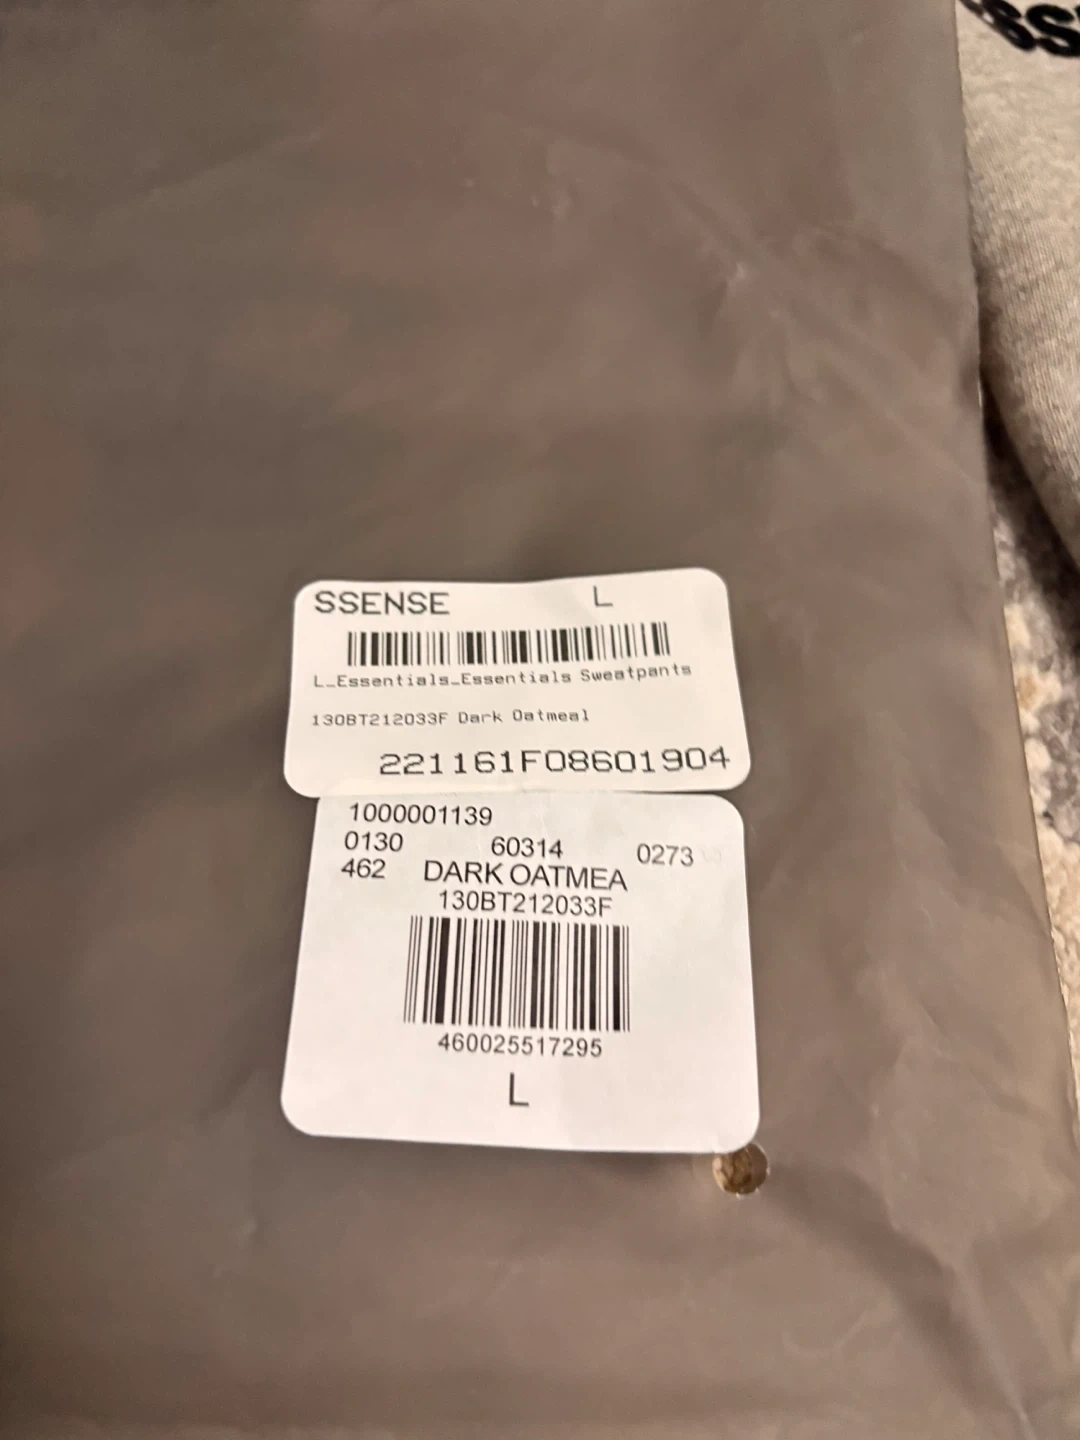 SSENSE L
L_Essentials_Essentials Sweatpants
130BT212033F Dark Oatmeal
221161F08601904
1000001139
0130 60314 0273
462 DARK OATMEA
130BT212033F
460025517295
L